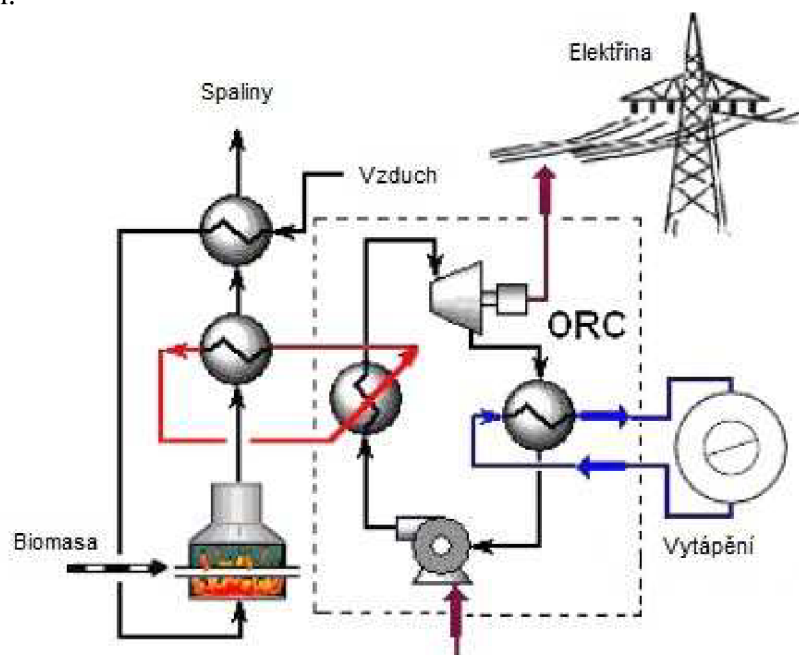 Elektřina
Spaliny
Vzduch
ORC
Biomasa
Vytápění